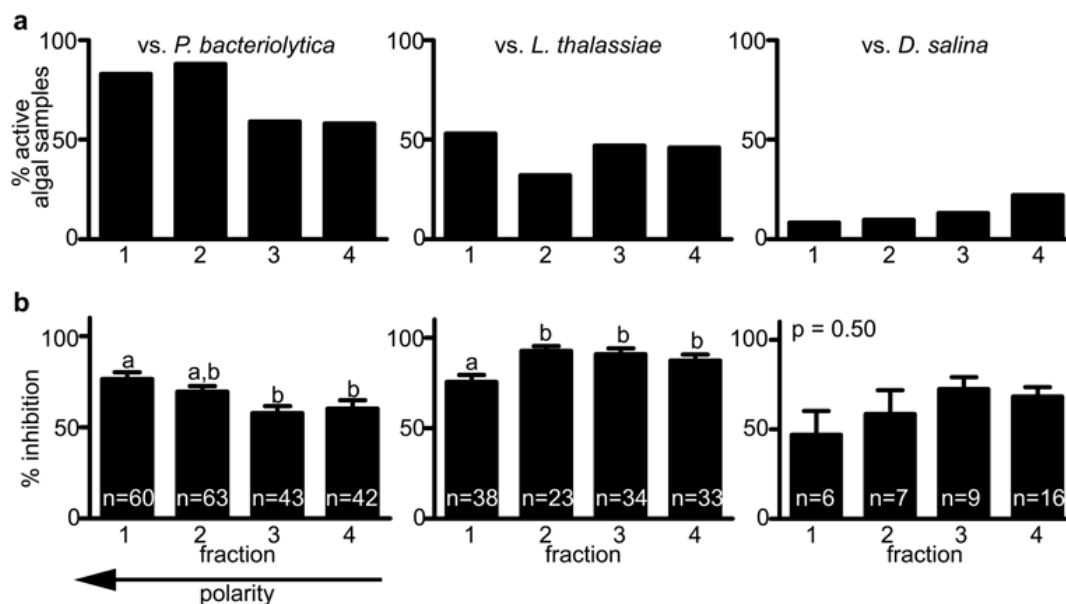 a
vs. P. bacteriolytica
vs. L. thalassiae
vs. D. salina
% active
algal samples
100
50
0
1 2 3 4
100
50
0
1 2 3 4
100
50
0
1 2 3 4
b
% inhibition
100
50
0
a a,b b b
n=60 n=63 n=43 n=42
1 2 3 4
fraction
100
50
0
a b b b
n=38 n=23 n=34 n=33
1 2 3 4
fraction
100
50
0
p = 0.50
n=6 n=7 n=9 n=16
1 2 3 4
fraction
polarity